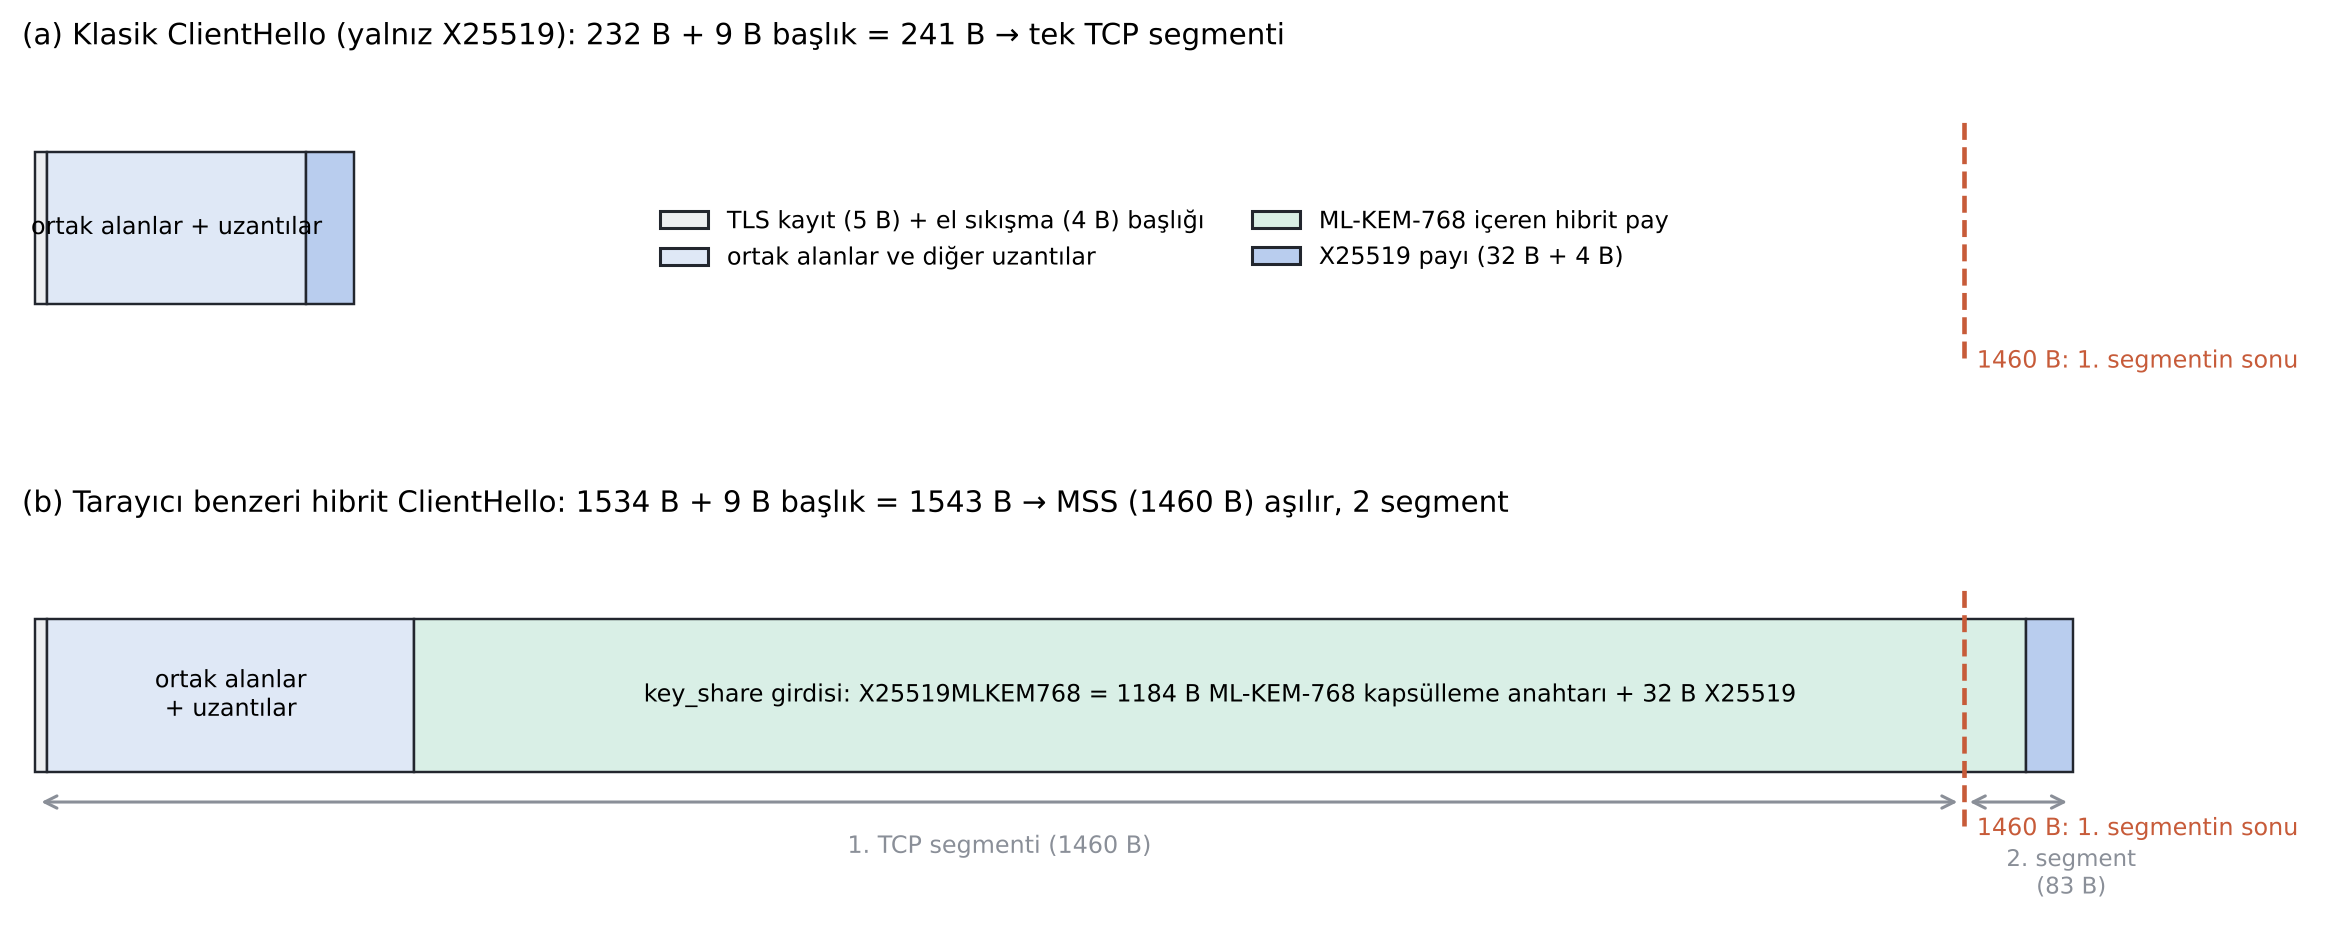 (a) Klasik ClientHello (yalnız X25519): 232 B + 9 B başlık = 241 B → tek TCP segmenti
ortak alanlar + uzantılar
TLS kayıt (5 B) + el sıkışma (4 B) başlığı
ortak alanlar ve diğer uzantılar
ML-KEM-768 içeren hibrit pay
X25519 payı (32 B + 4 B)
1460 B: 1. segmentin sonu
(b) Tarayıcı benzeri hibrit ClientHello: 1534 B + 9 B başlık = 1543 B → MSS (1460 B) aşılır, 2 segment
ortak alanlar
+ uzantılar
key_share girdisi: X25519MLKEM768 = 1184 B ML-KEM-768 kapsülleme anahtarı + 32 B X25519
1460 B: 1. segmentin sonu
1. TCP segmenti (1460 B)
2. segment
(83 B)